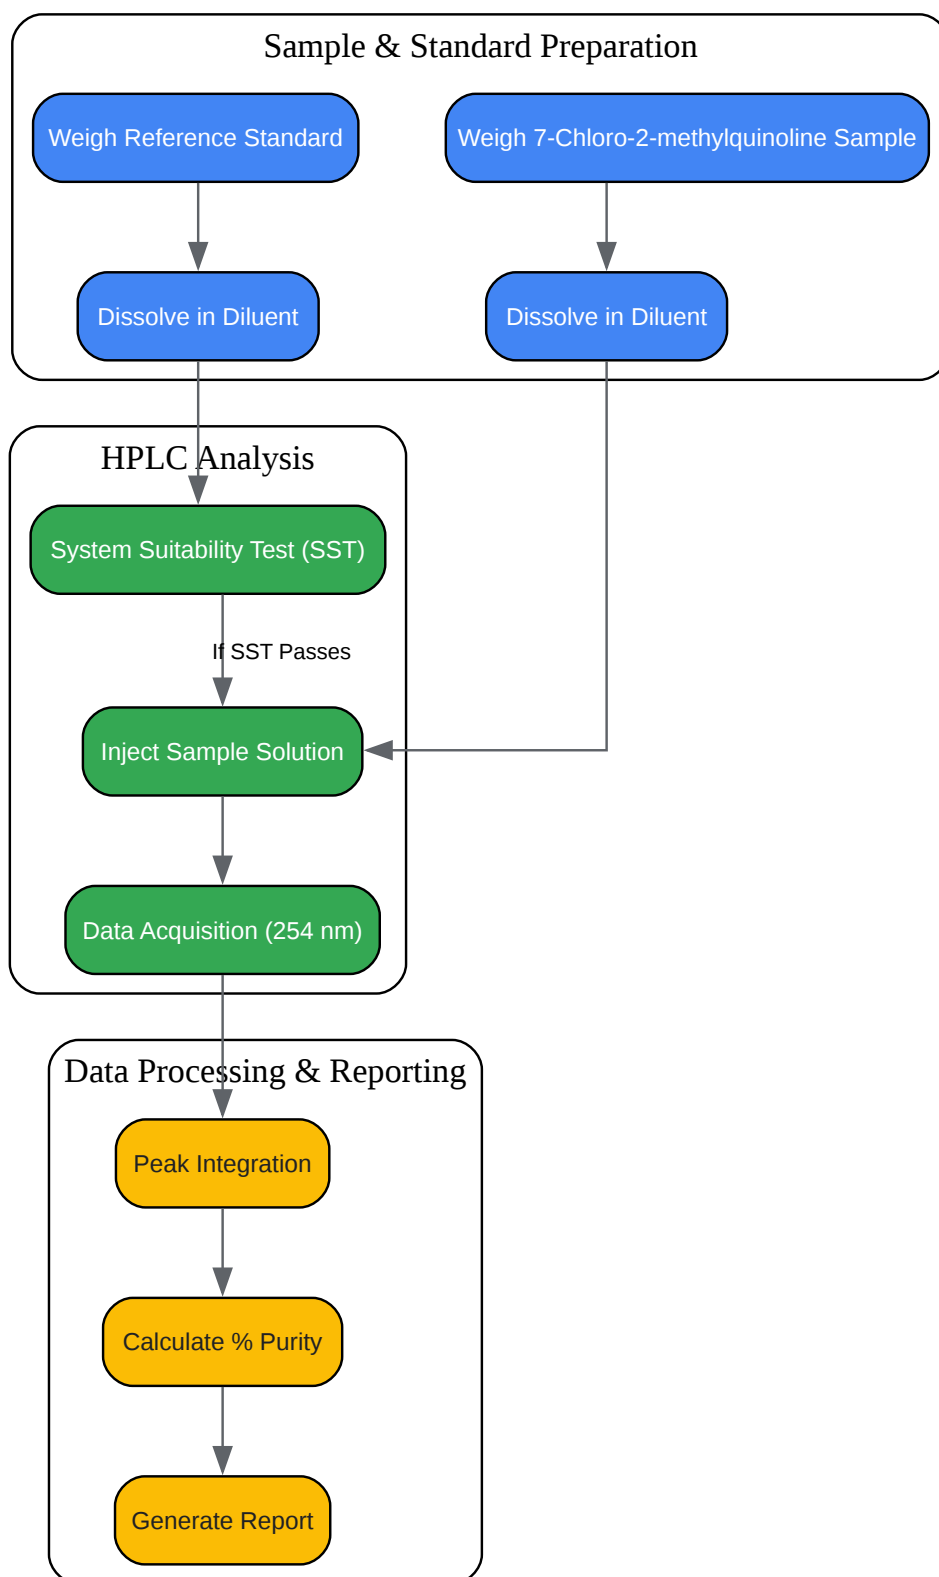 Sample & Standard Preparation
Weigh Reference Standard
Weigh 7-Chloro-2-methylquinoline Sample
Dissolve in Diluent
Dissolve in Diluent
HPLC Analysis
System Suitability Test (SST)
If SST Passes
Inject Sample Solution
Data Acquisition (254 nm)
Data Processing & Reporting
Peak Integration
Calculate % Purity
Generate Report